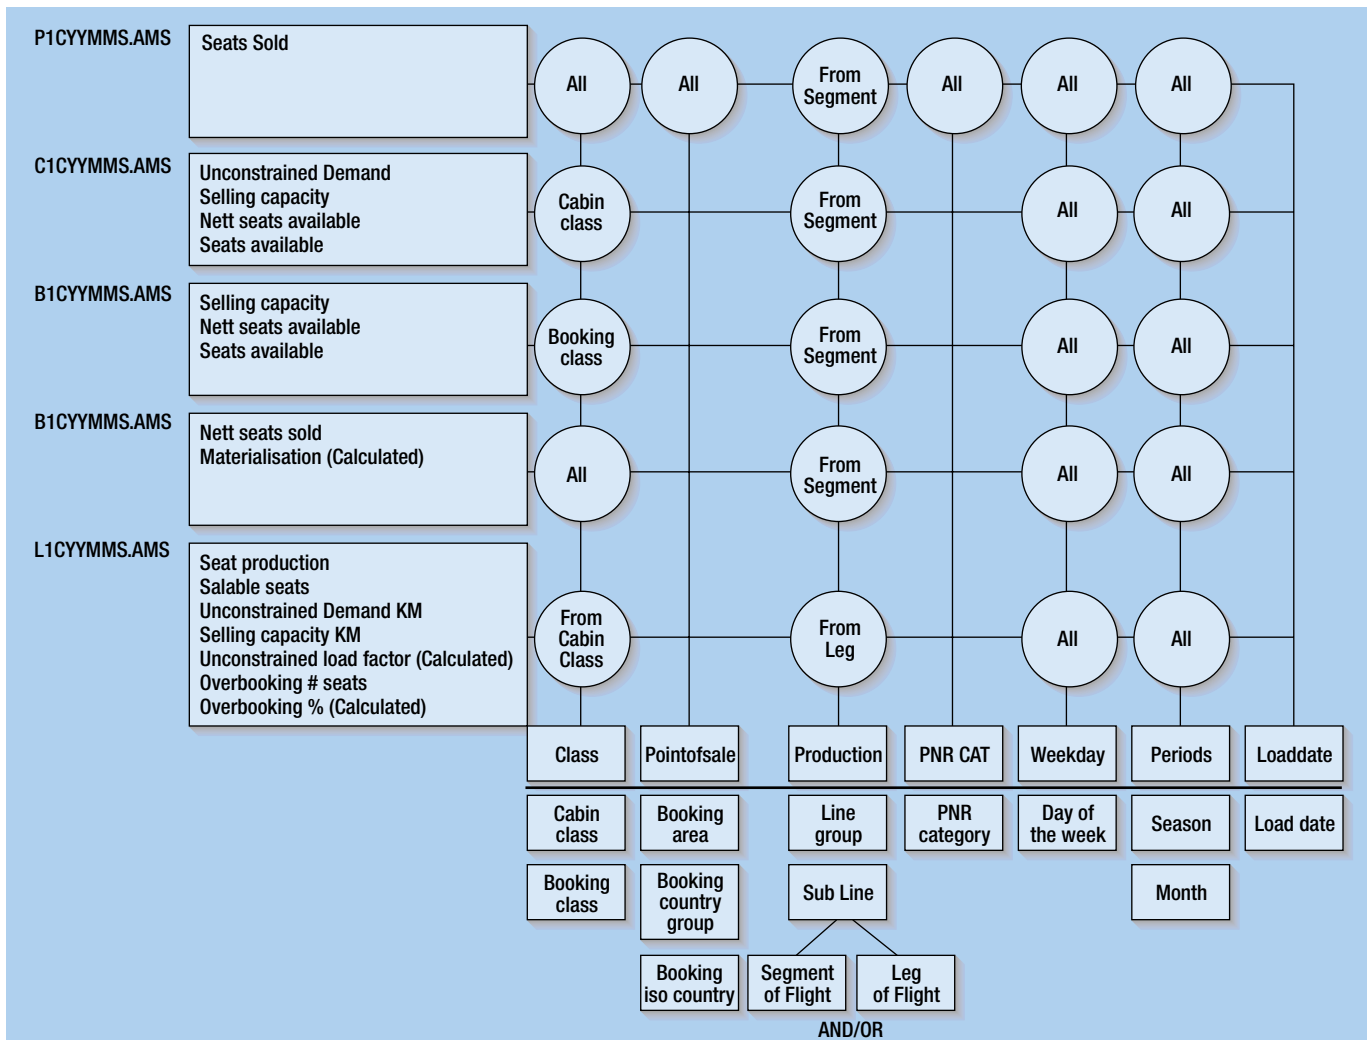 P1CYYMMS.AMS
Seats Sold
All
All
From
Segment
All
All
All
C1CYYMMS.AMS
Unconstrained Demand
Selling capacity
Nett seats available
Seats available
Cabin
class
From
Segment
All
All
B1CYYMMS.AMS
Selling capacity
Nett seats available
Seats available
Booking
class
From
Segment
All
All
B1CYYMMS.AMS
Nett seats sold
Materialisation (Calculated)
All
From
Segment
All
All
L1CYYMMS.AMS
Seat production
Salable seats
Unconstrained Demand KM
Selling capacity KM
Unconstrained load factor (Calculated)
Overbooking # seats
Overbooking % (Calculated)
From
Cabin
Class
From
Leg
All
All
Class
Pointofsale
Production
PNR CAT
Weekday
Periods
Loaddate
Cabin
class
Booking
area
Line
group
PNR
category
Day of
the week
Season
Load date
Booking
class
Booking
country
group
Sub Line
Month
Booking
iso country
Segment
of Flight
Leg
of Flight
AND/OR